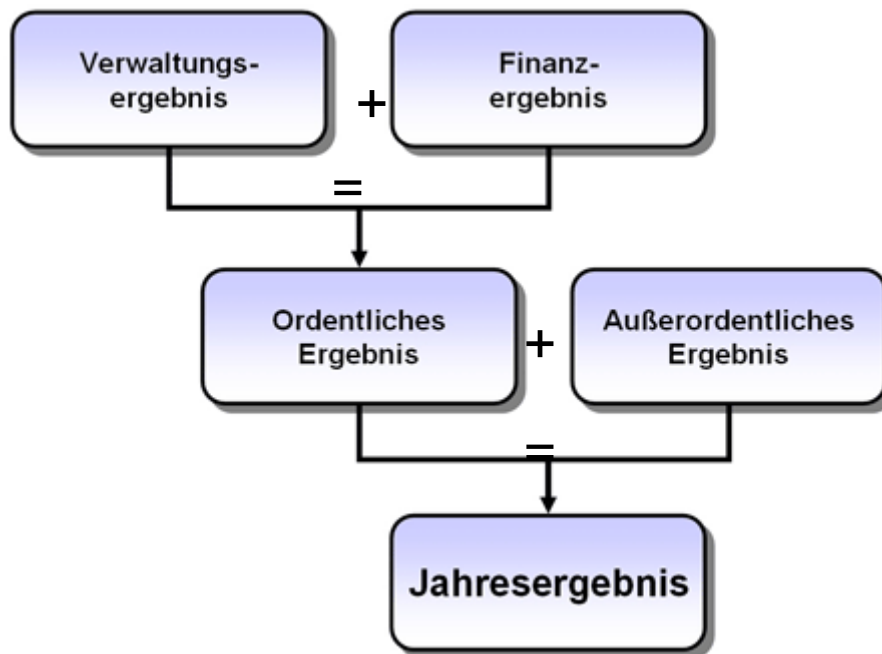 Verwaltungs-
ergebnis
+
Finanz-
ergebnis
=
Ordentliches
Ergebnis
+
Außerordentliches
Ergebnis
=
Jahresergebnis